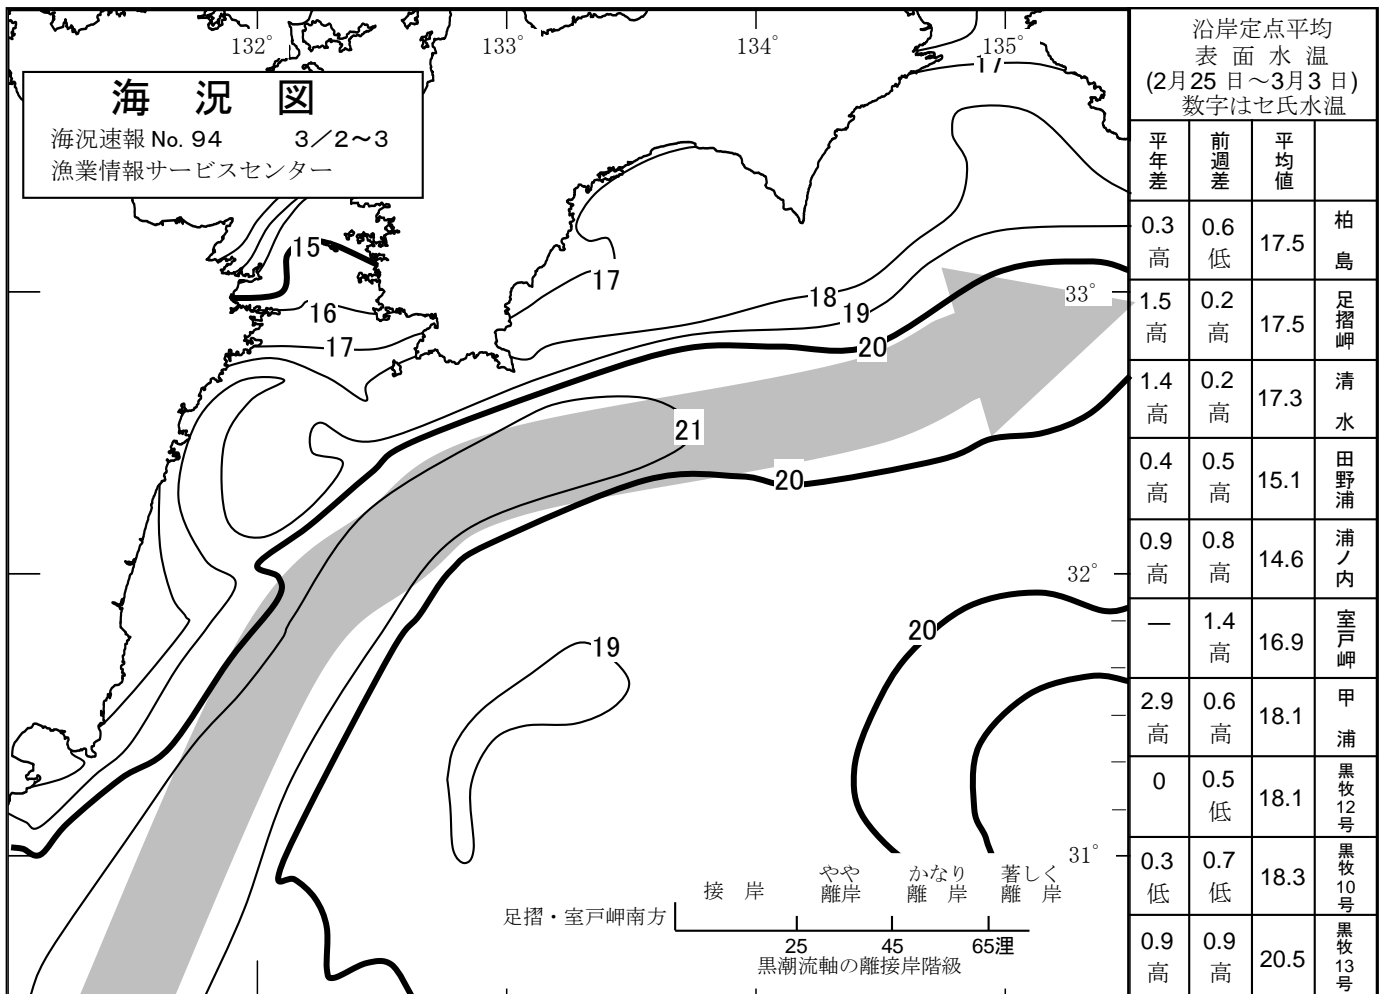 海 況 図
海況速報 No. 94 3/2~3
漁業情報サービスセンター
132° 133° 134° 135°
17
15
16
17
17
18
19
20
33°
21
20
32°
20
19
31°
接 岸 やや離岸 かなり離岸 著しく離岸
足摺・室戸岬南方
25 45 65浬
黒潮流軸の離接岸階級
沿岸定点平均
表 面 水 温
(2月25 日~3月3 日)
数字はセ氏水温
平年差 前週差 平均値
0.3高 0.6低 17.5 柏島
1.5高 0.2高 17.5 足摺岬
1.4高 0.2高 17.3 清水
0.4高 0.5高 15.1 田野浦
0.9高 0.8高 14.6 浦ノ内
— 1.4高 16.9 室戸岬
2.9高 0.6高 18.1 甲浦
0 0.5低 18.1 黒牧12号
0.3低 0.7低 18.3 黒牧10号
0.9高 0.9高 20.5 黒牧13号